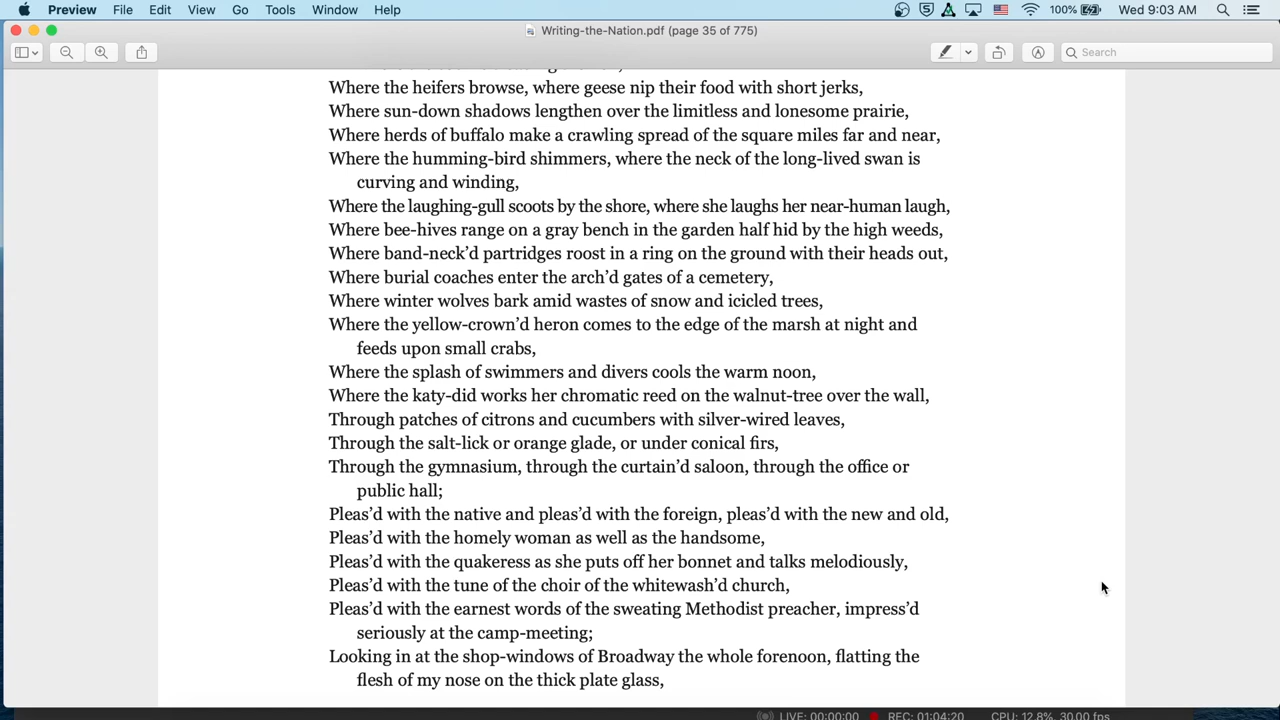 Preview File Edit View Go Tools Window Help 100% Wed 9:03 AM
Writing-the-Nation.pdf (page 35 of 775)
Search
Where the heifers browse, where geese nip their food with short jerks,
Where sun-down shadows lengthen over the limitless and lonesome prairie,
Where herds of buffalo make a crawling spread of the square miles far and near,
Where the humming-bird shimmers, where the neck of the long-lived swan is
curving and winding,
Where the laughing-gull scoots by the shore, where she laughs her near-human laugh,
Where bee-hives range on a gray bench in the garden half hid by the high weeds,
Where band-neck’d partridges roost in a ring on the ground with their heads out,
Where burial coaches enter the arch’d gates of a cemetery,
Where winter wolves bark amid wastes of snow and icicled trees,
Where the yellow-crown’d heron comes to the edge of the marsh at night and
feeds upon small crabs,
Where the splash of swimmers and divers cools the warm noon,
Where the katy-did works her chromatic reed on the walnut-tree over the wall,
Through patches of citrons and cucumbers with silver-wired leaves,
Through the salt-lick or orange glade, or under conical firs,
Through the gymnasium, through the curtain’d saloon, through the office or
public hall;
Pleas’d with the native and pleas’d with the foreign, pleas’d with the new and old,
Pleas’d with the homely woman as well as the handsome,
Pleas’d with the quakeress as she puts off her bonnet and talks melodiously,
Pleas’d with the tune of the choir of the whitewash’d church,
Pleas’d with the earnest words of the sweating Methodist preacher, impress’d
seriously at the camp-meeting;
Looking in at the shop-windows of Broadway the whole forenoon, flatting the
flesh of my nose on the thick plate glass,
LIVE: 00:00:00 REC: 01:04:20 CPU: 12.8%, 30.00 fps